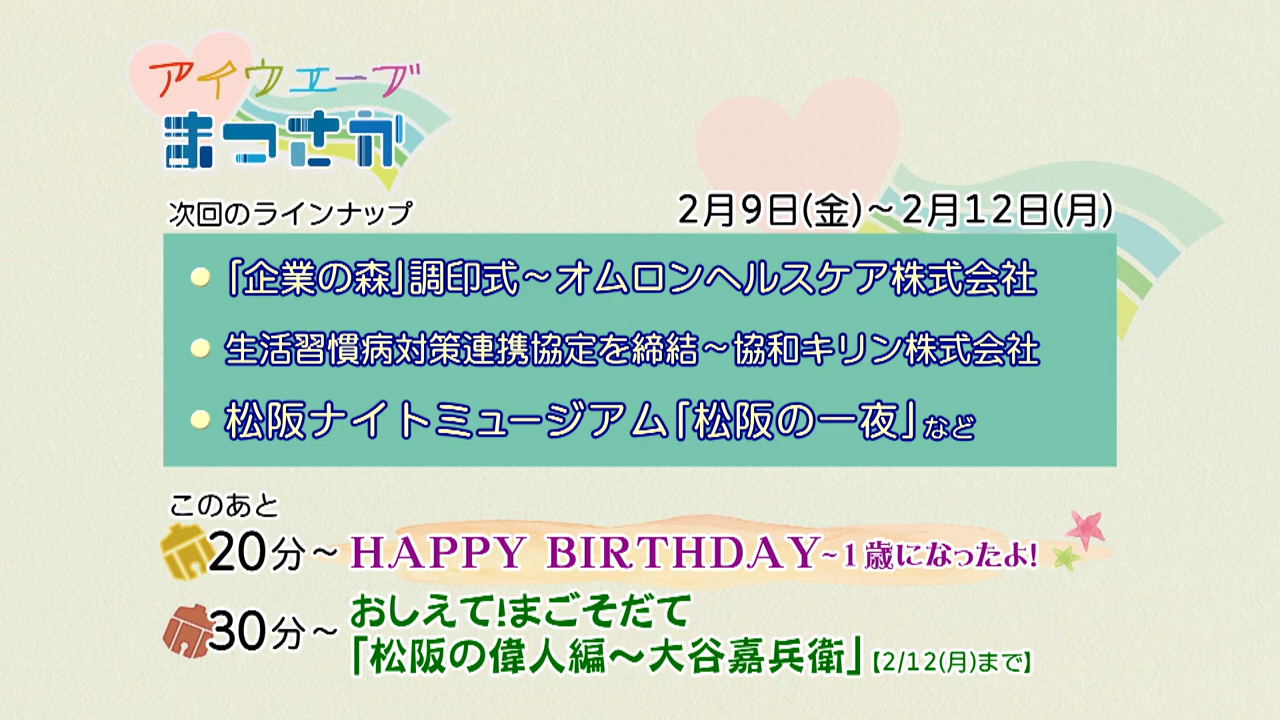 アイウエーブ
まつさか
次回のラインナップ
2月9日(金)～2月12日(月)
「企業の森」調印式～オムロンヘルスケア株式会社
生活習慣病対策連携協定を締結～協和キリン株式会社
松阪ナイトミュージアム「松阪の一夜」など
このあと
20分～HAPPY BIRTHDAY~1歳になったよ!
30分～おしえて!まごそだて
「松阪の偉人編～大谷嘉兵衛」【2/12(月)まで】